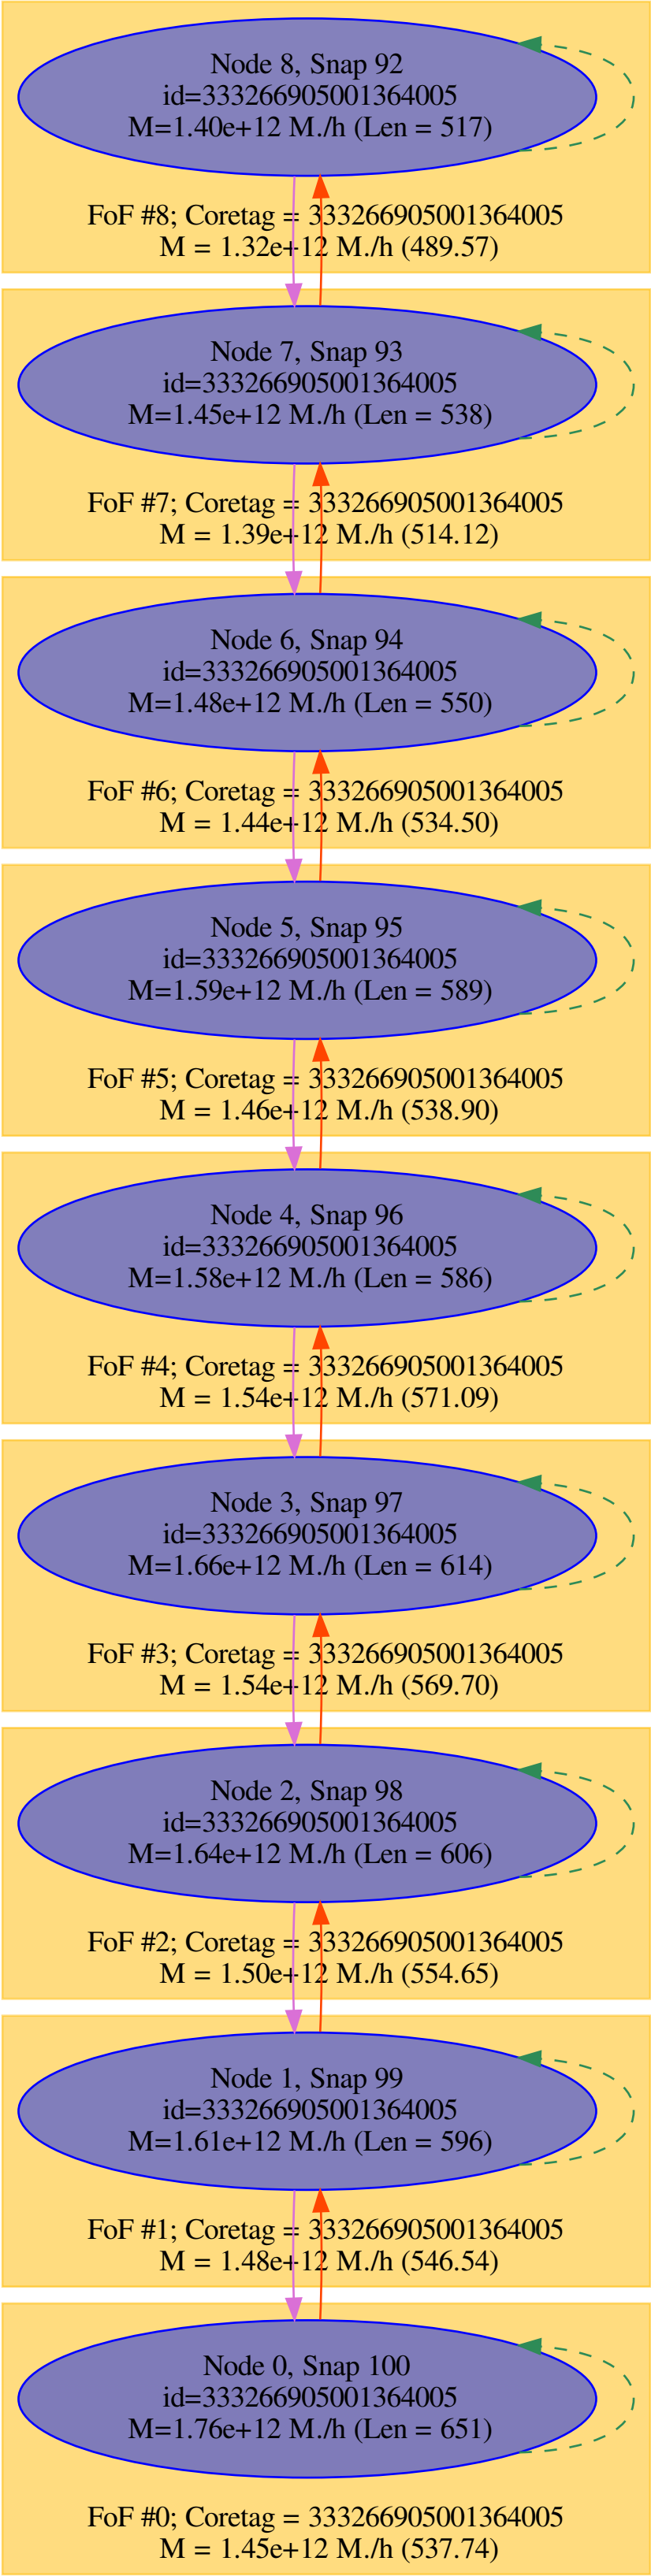 Node 8, Snap 92
id=333266905001364005
M=1.40e+12 M./h (Len = 517)
FoF #8; Coretag = 333266905001364005
M = 1.32e+12 M./h (489.57)
Node 7, Snap 93
id=333266905001364005
M=1.45e+12 M./h (Len = 538)
FoF #7; Coretag = 333266905001364005
M = 1.39e+12 M./h (514.12)
Node 6, Snap 94
id=333266905001364005
M=1.48e+12 M./h (Len = 550)
FoF #6; Coretag = 333266905001364005
M = 1.44e+12 M./h (534.50)
Node 5, Snap 95
id=333266905001364005
M=1.59e+12 M./h (Len = 589)
FoF #5; Coretag = 333266905001364005
M = 1.46e+12 M./h (538.90)
Node 4, Snap 96
id=333266905001364005
M=1.58e+12 M./h (Len = 586)
FoF #4; Coretag = 333266905001364005
M = 1.54e+12 M./h (571.09)
Node 3, Snap 97
id=333266905001364005
M=1.66e+12 M./h (Len = 614)
FoF #3; Coretag = 333266905001364005
M = 1.54e+12 M./h (569.70)
Node 2, Snap 98
id=333266905001364005
M=1.64e+12 M./h (Len = 606)
FoF #2; Coretag = 333266905001364005
M = 1.50e+12 M./h (554.65)
Node 1, Snap 99
id=333266905001364005
M=1.61e+12 M./h (Len = 596)
FoF #1; Coretag = 333266905001364005
M = 1.48e+12 M./h (546.54)
Node 0, Snap 100
id=333266905001364005
M=1.76e+12 M./h (Len = 651)
FoF #0; Coretag = 333266905001364005
M = 1.45e+12 M./h (537.74)